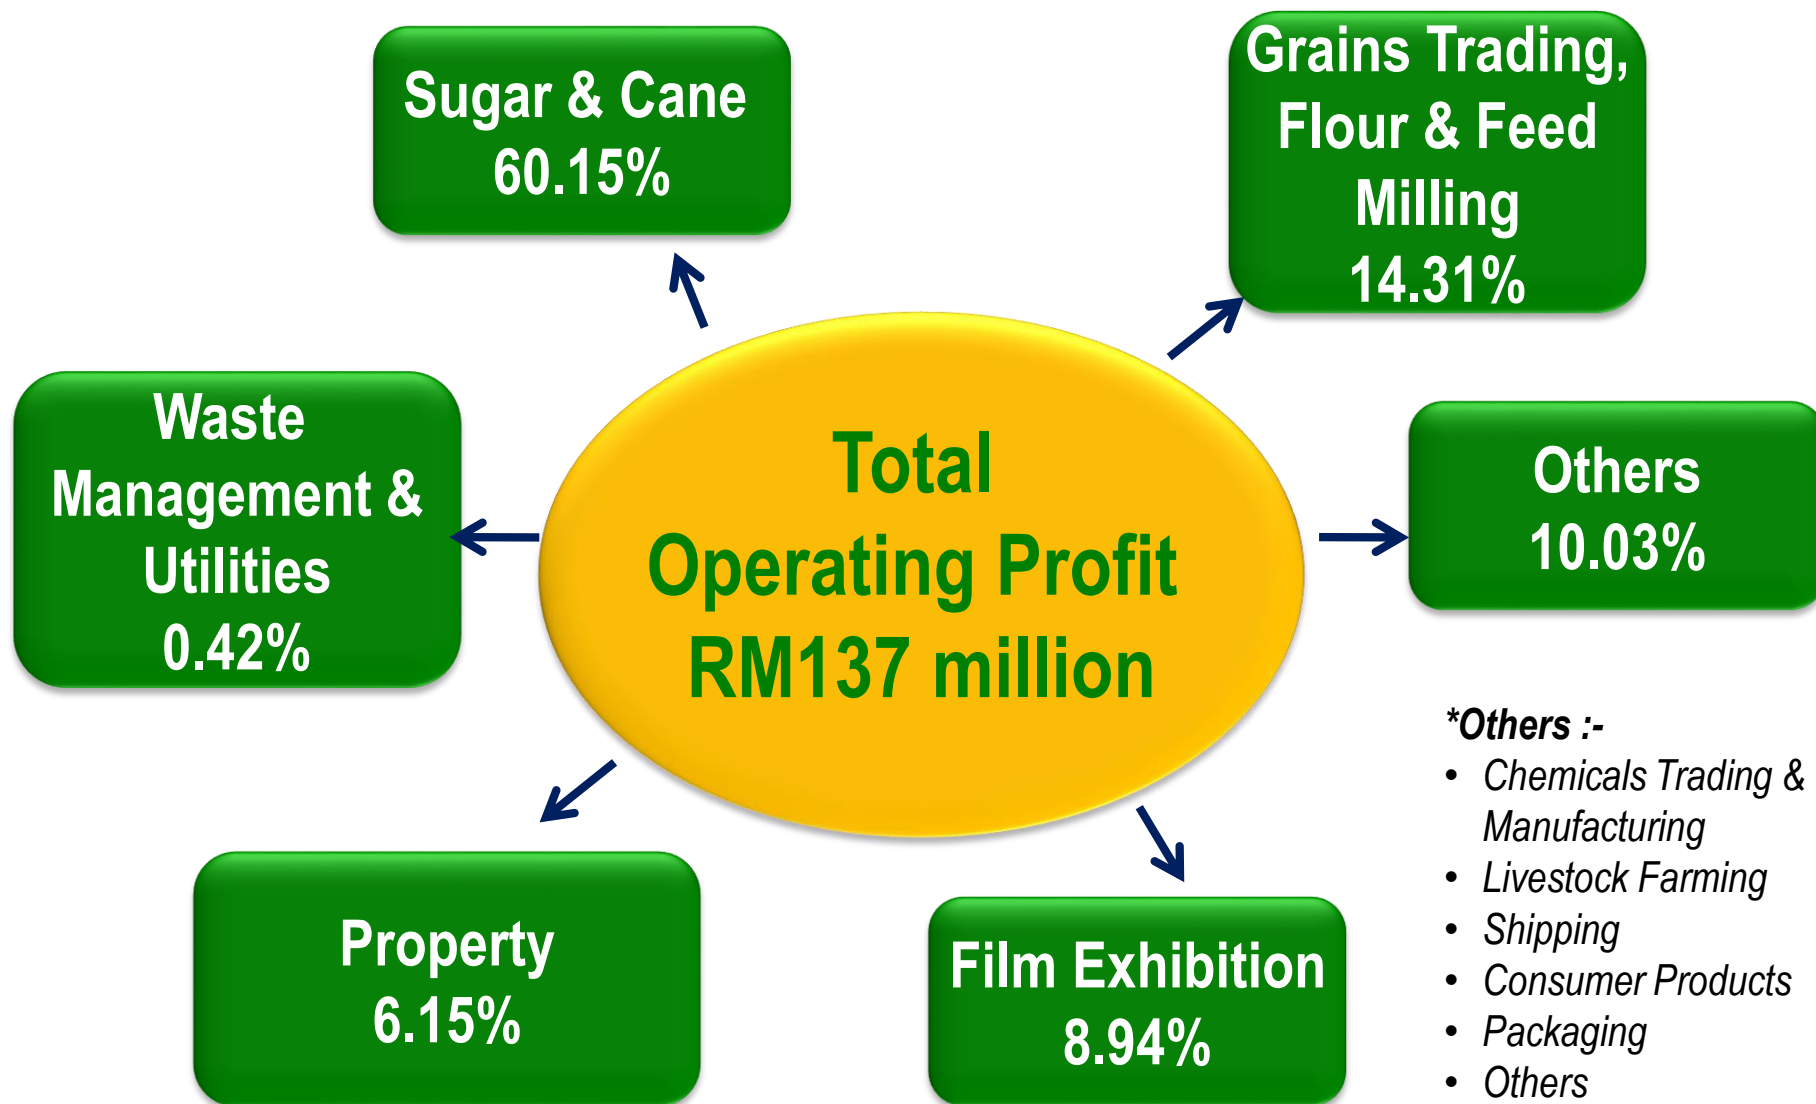 Sugar & Cane
60.15%
Grains Trading,
Flour & Feed
Milling
14.31%
Waste
Management &
Utilities
0.42%
Total
Operating Profit
RM137 million
Others
10.03%
Property
6.15%
Film Exhibition
8.94%
*Others :-
• Chemicals Trading &
Manufacturing
• Livestock Farming
• Shipping
• Consumer Products
• Packaging
• Others